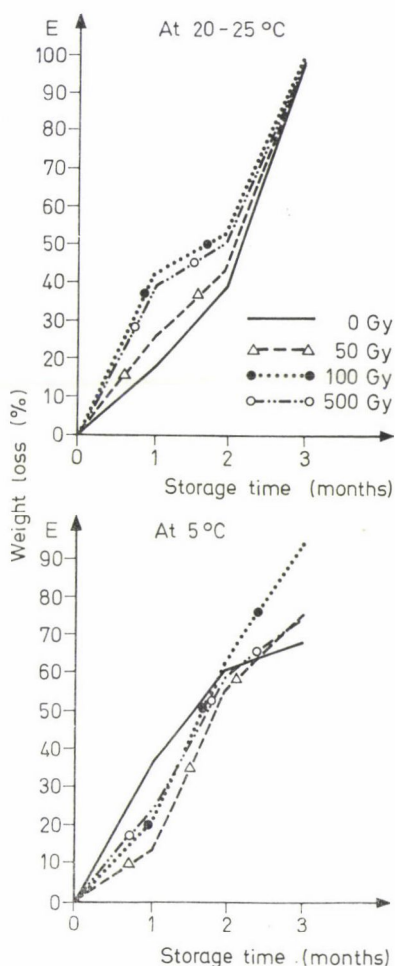 E At 20-25 °C
100
90
80
70
60
50
40
30
20
10
0
0 Gy
50 Gy
100 Gy
500 Gy
0 1 2 3
Storage time (months)
Weight loss (%)
E At 5 °C
90
80
70
60
50
40
30
20
10
0
0 1 2 3
Storage time (months)